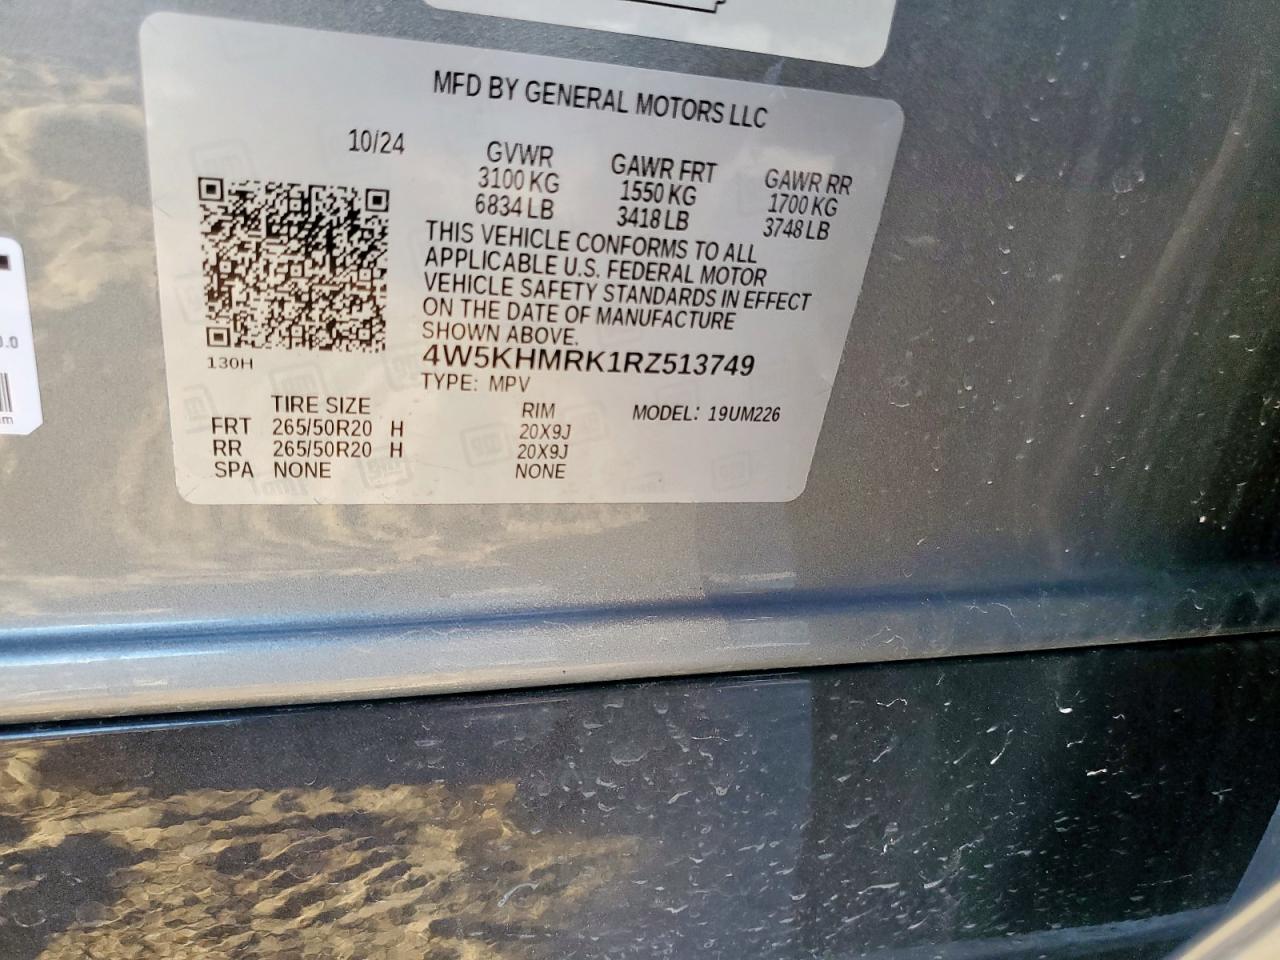 MFD BY GENERAL MOTORS LLC
10/24 GVWR GAWR FRT GAWR RR
3100 KG 1550 KG 1700 KG
6834 LB 3418 LB 3748 LB
THIS VEHICLE CONFORMS TO ALL
APPLICABLE U.S. FEDERAL MOTOR
VEHICLE SAFETY STANDARDS IN EFFECT
ON THE DATE OF MANUFACTURE
SHOWN ABOVE.
130H
4W5KHMRK1RZ513749
TYPE: MPV
TIRE SIZE RIM MODEL: 19UM226
FRT 265/50R20 H 20X9J
RR 265/50R20 H 20X9J
SPA NONE NONE